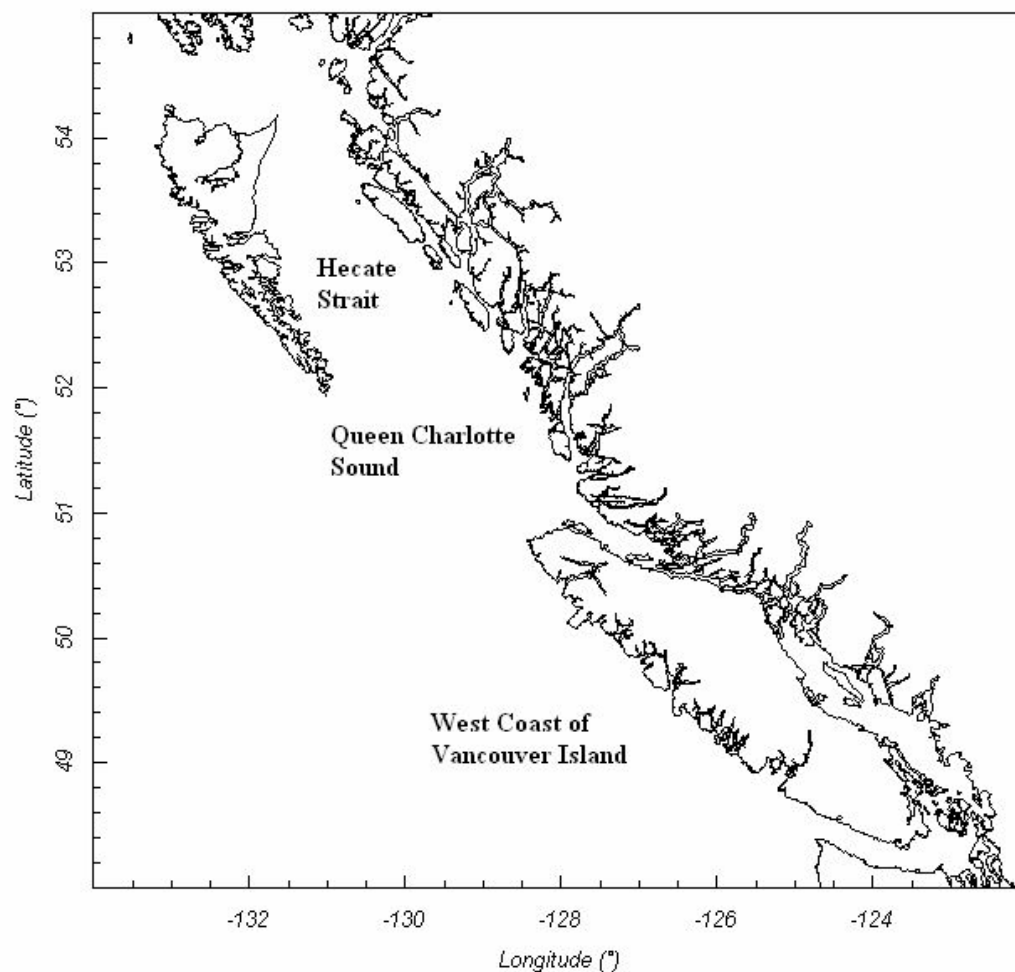 54
53
52
51
50
49
Latitude (°)
Hecate
Strait
Queen Charlotte
Sound
West Coast of
Vancouver Island
-132
-130
-128
-126
-124
Longitude (°)